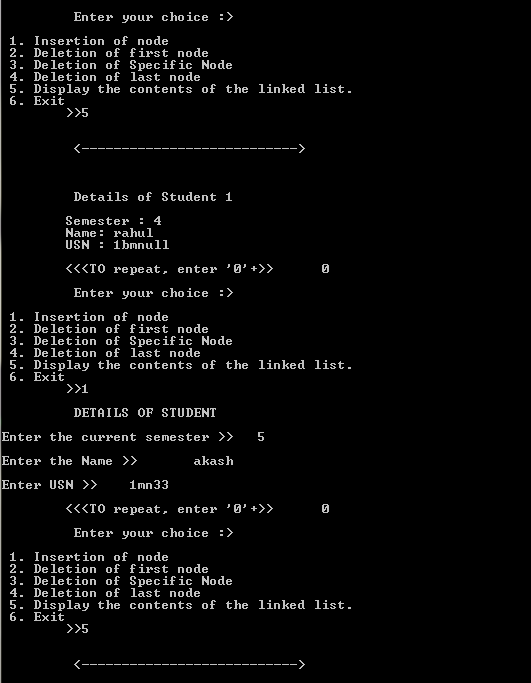 Enter your choice :>
1. Insertion of node
2. Deletion of first node
3. Deletion of Specific Node
4. Deletion of last node
5. Display the contents of the linked list.
6. Exit
>>5
<--------------------------->
Details of Student 1
Semester : 4
Name: rahul
USN : 1bmnull
<<<TO repeat, enter '0'+>> 0
Enter your choice :>
1. Insertion of node
2. Deletion of first node
3. Deletion of Specific Node
4. Deletion of last node
5. Display the contents of the linked list.
6. Exit
>>1
DETAILS OF STUDENT
Enter the current semester >> 5
Enter the Name >> akash
Enter USN >> 1mn33
<<<TO repeat, enter '0'+>> 0
Enter your choice :>
1. Insertion of node
2. Deletion of first node
3. Deletion of Specific Node
4. Deletion of last node
5. Display the contents of the linked list.
6. Exit
>>5
<--------------------------->